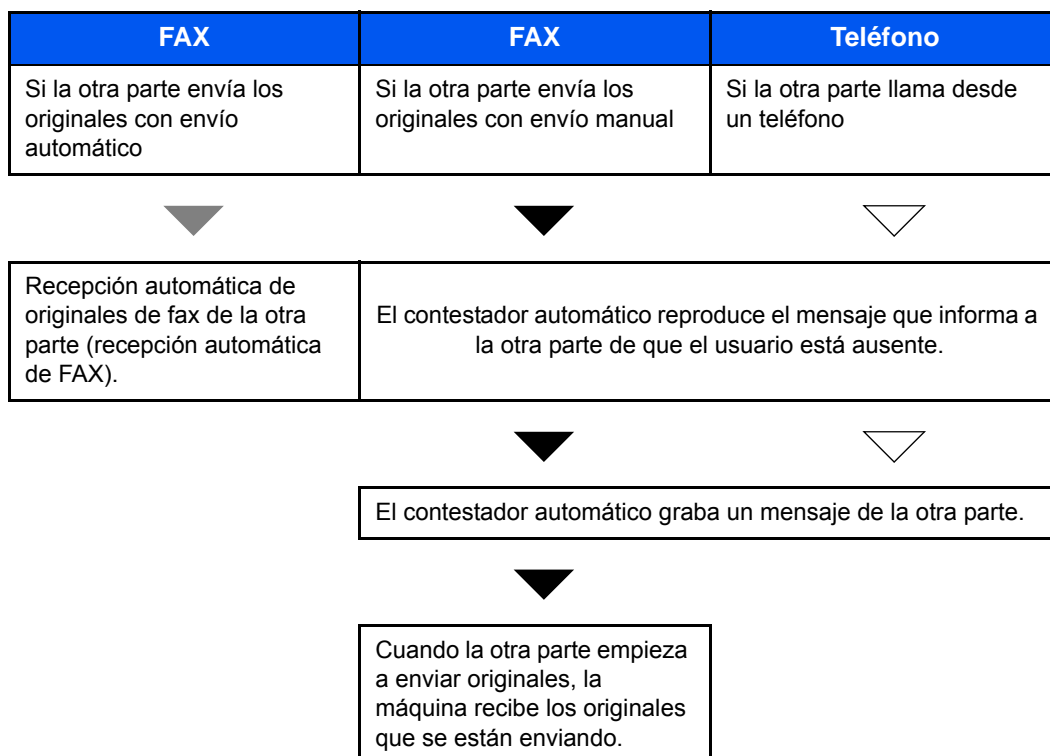 FAX
FAX
Teléfono
Si la otra parte envía los
originales con envío
automático
Si la otra parte envía los
originales con envío manual
Si la otra parte llama desde
un teléfono
Recepción automática de
originales de fax de la otra
parte (recepción automática
de FAX).
El contestador automático reproduce el mensaje que informa a
la otra parte de que el usuario está ausente.
El contestador automático graba un mensaje de la otra parte.
Cuando la otra parte empieza
a enviar originales, la
máquina recibe los originales
que se están enviando.